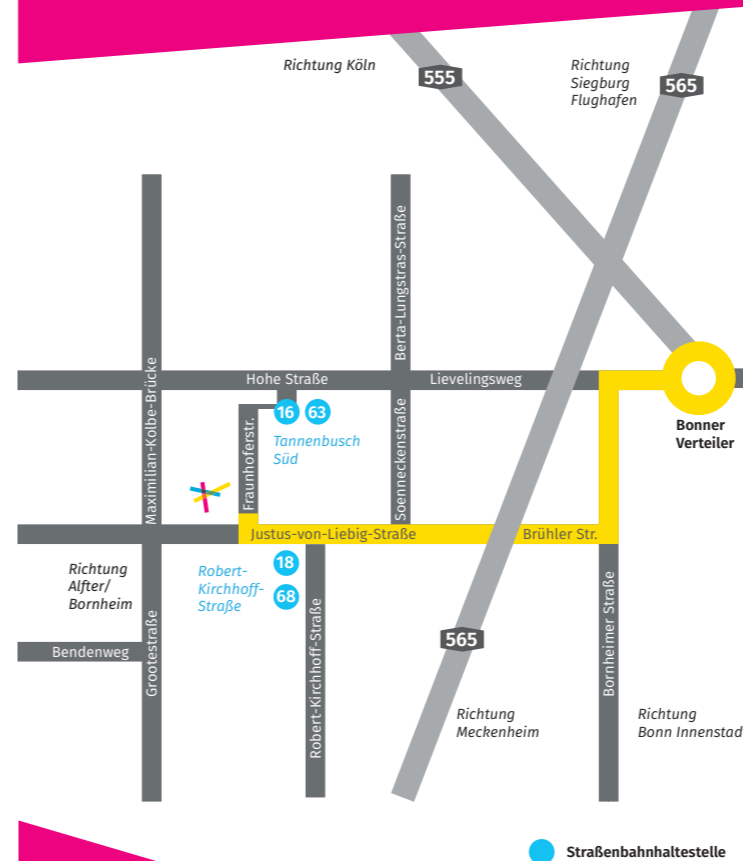 Richtung Köln
555
Richtung
Siegburg
Flughafen
565
Berta-Lungstras-Straße
Maximilian-Kolbe-Brücke
Hohe Straße
Lievelingsweg
16
63
Tannenbusch
Süd
Fraunhoferstr.
Soenneckenstraße
Bonner
Verteiler
Justus-von-Liebig-Straße
Brühler Str.
Richtung
Alfter/
Bornheim
Robert-
Kirchhoff-
Straße
18
68
Grootestraße
Bendenweg
Robert-Kirchhoff-Straße
565
Bornheimer Straße
Richtung
Meckenheim
Richtung
Bonn Innenstad
Straßenbahnhaltestelle